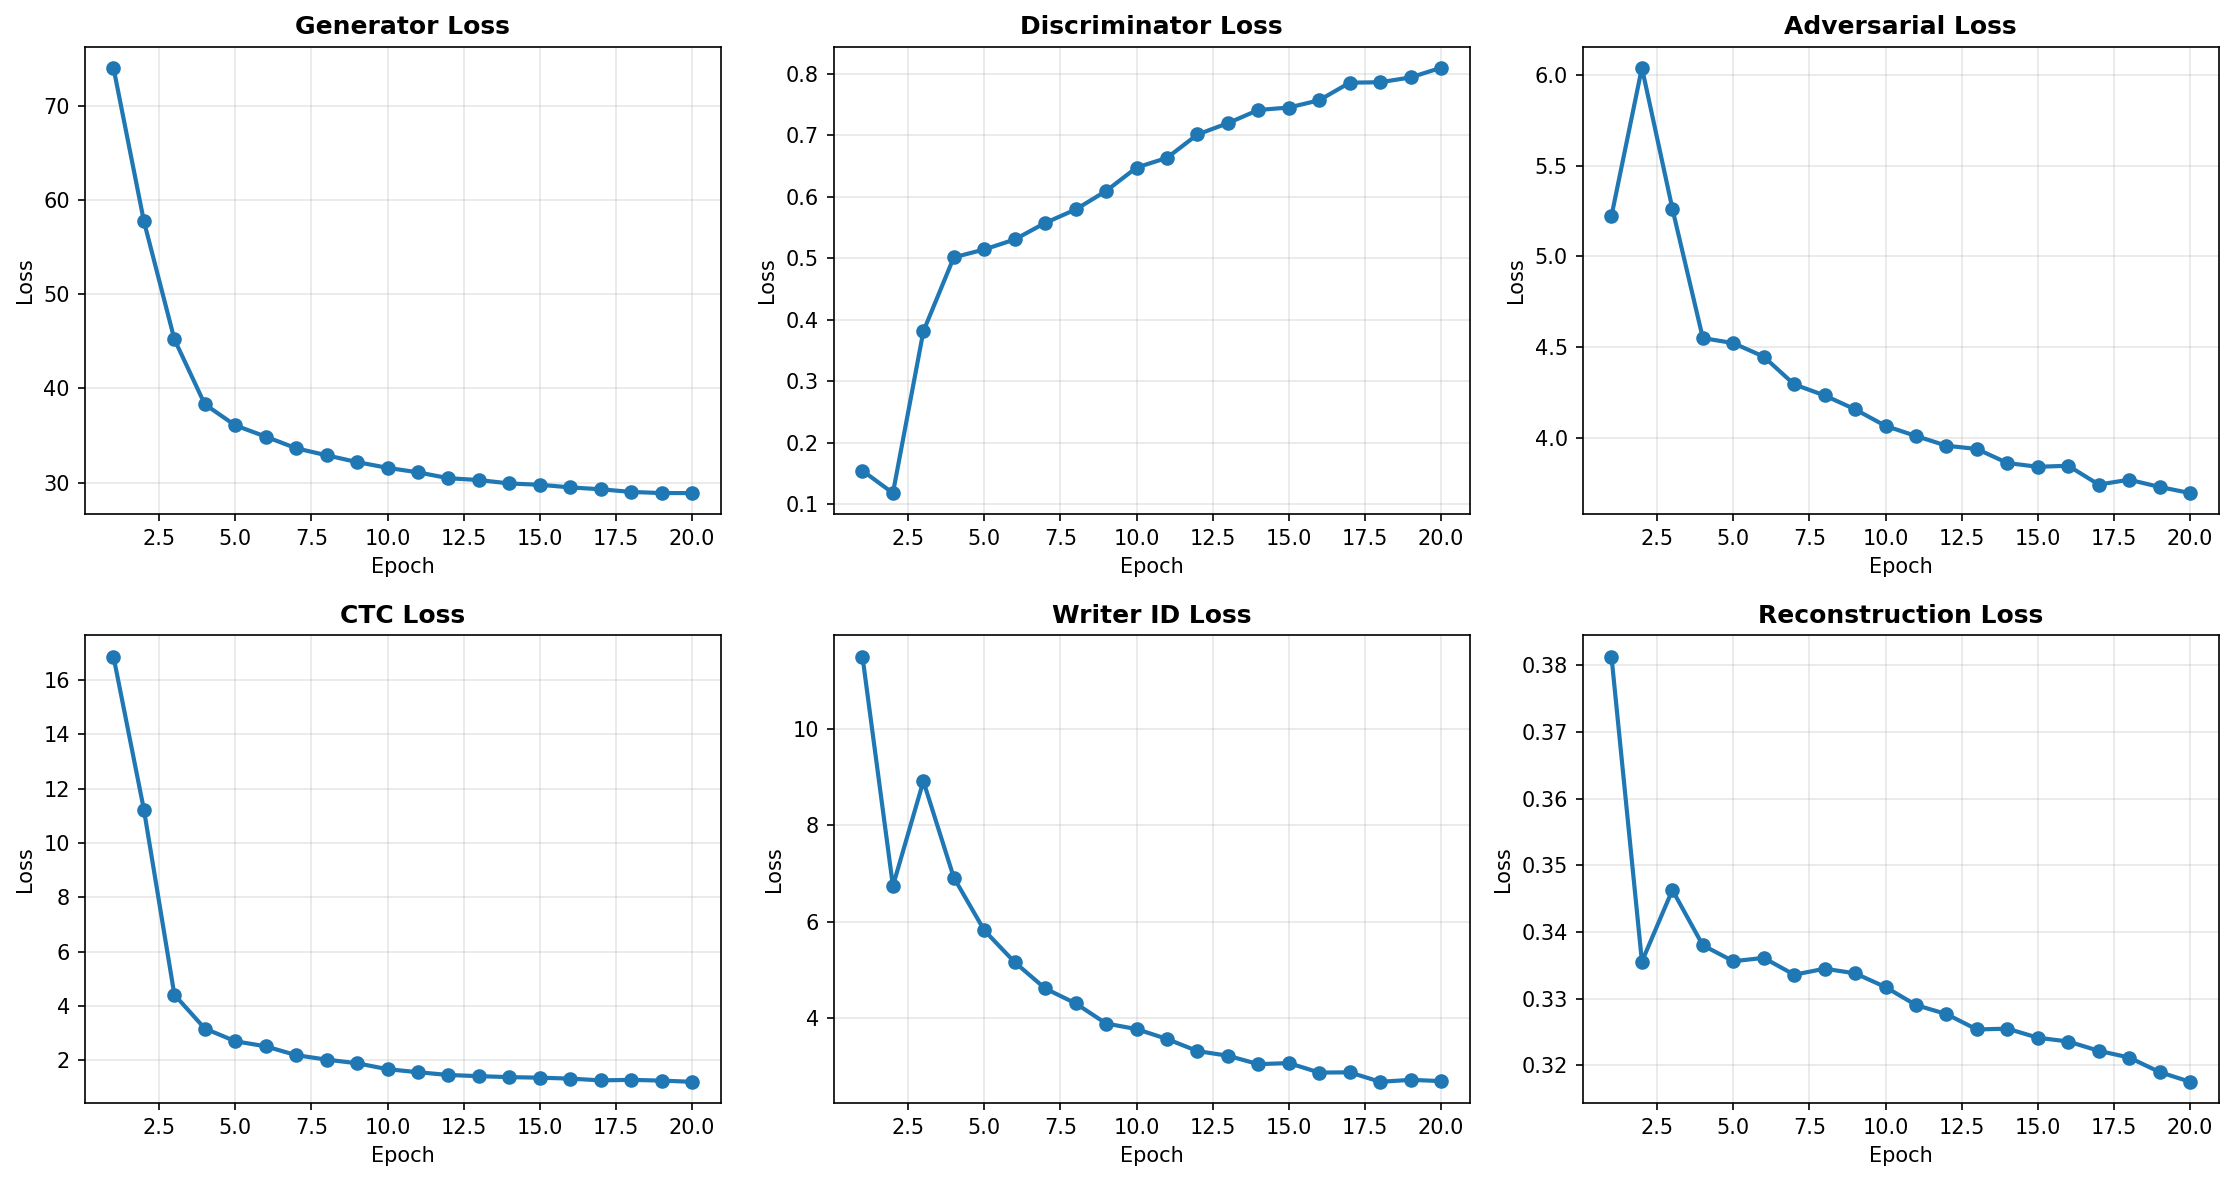 Generator Loss
Discriminator Loss
Adversarial Loss
70
60
50
40
30
Loss
2.5 5.0 7.5 10.0 12.5 15.0 17.5 20.0
Epoch
0.8
0.7
0.6
0.5
0.4
0.3
0.2
0.1
Loss
2.5 5.0 7.5 10.0 12.5 15.0 17.5 20.0
Epoch
6.0
5.5
5.0
4.5
4.0
Loss
2.5 5.0 7.5 10.0 12.5 15.0 17.5 20.0
Epoch
CTC Loss
Writer ID Loss
Reconstruction Loss
16
14
12
10
8
6
4
2
Loss
2.5 5.0 7.5 10.0 12.5 15.0 17.5 20.0
Epoch
10
8
6
4
Loss
2.5 5.0 7.5 10.0 12.5 15.0 17.5 20.0
Epoch
0.38
0.37
0.36
0.35
0.34
0.33
0.32
Loss
2.5 5.0 7.5 10.0 12.5 15.0 17.5 20.0
Epoch